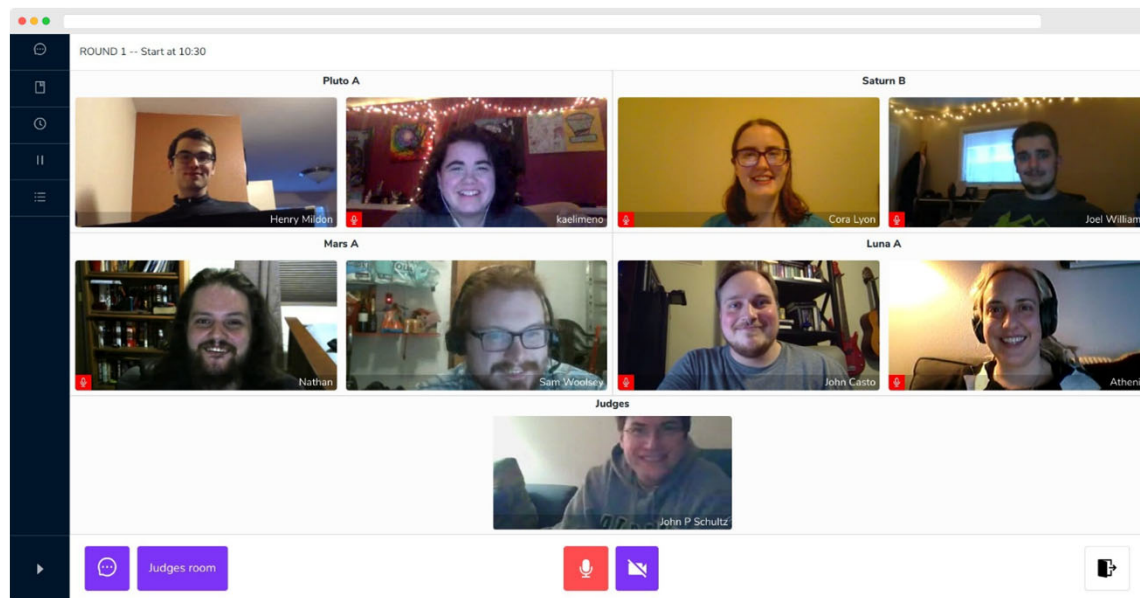 ROUND 1 -- Start at 10:30
Pluto A
Saturn B
Henry Mildon
kaelimeno
Cora Lyon
Joel William
Mars A
Luna A
Nathan
Sam Woolsey
John Casto
Atheni
Judges
John P Schultz
Judges room